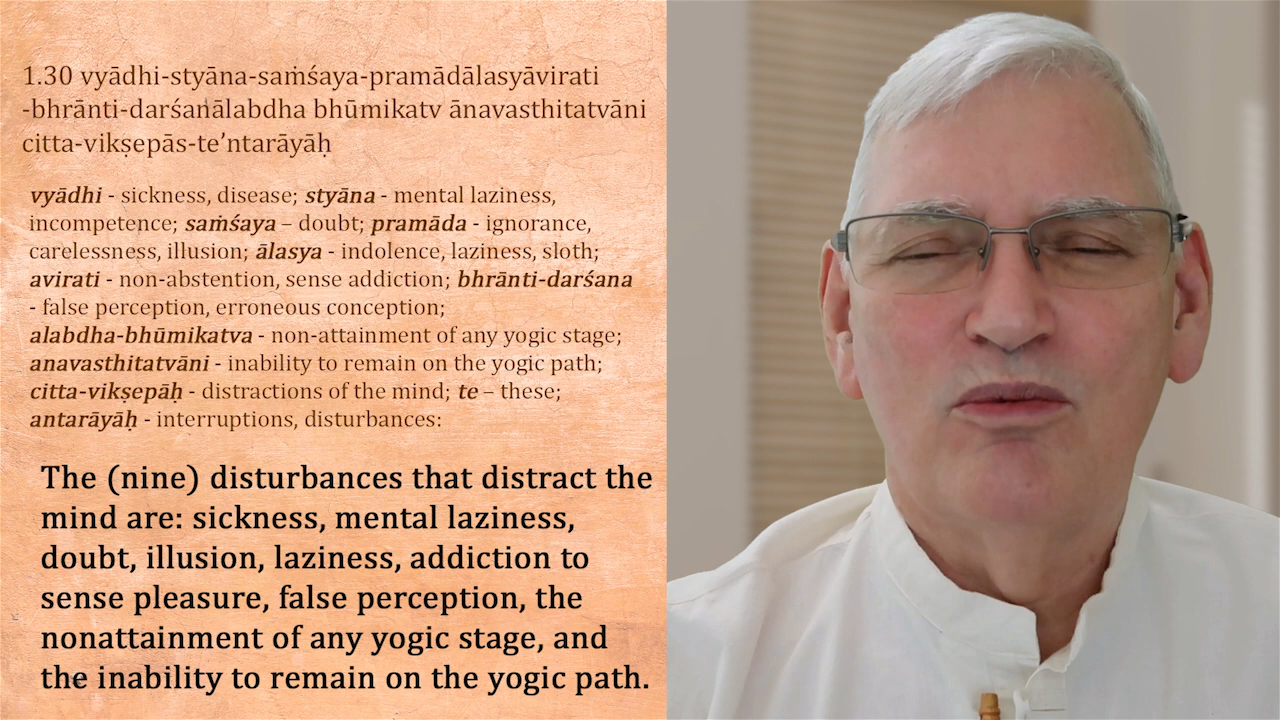 1.30 vyādhi-styāna-saṁśaya-pramādālasyāvirati
-bhrānti-darśanālabdha bhūmikatv ānavasthitatvāni
citta-vikṣepās-te’ntarāyāḥ
vyādhi - sickness, disease; styāna - mental laziness,
incompetence; saṁśaya – doubt; pramāda - ignorance,
carelessness, illusion; ālasya - indolence, laziness, sloth;
avirati - non-abstention, sense addiction; bhrānti-darśana
- false perception, erroneous conception;
alabdha-bhūmikatva - non-attainment of any yogic stage;
anavasthitatvāni - inability to remain on the yogic path;
citta-vikṣepāḥ - distractions of the mind; te – these;
antarāyāḥ - interruptions, disturbances:
The (nine) disturbances that distract the
mind are: sickness, mental laziness,
doubt, illusion, laziness, addiction to
sense pleasure, false perception, the
nonattainment of any yogic stage, and
the inability to remain on the yogic path.